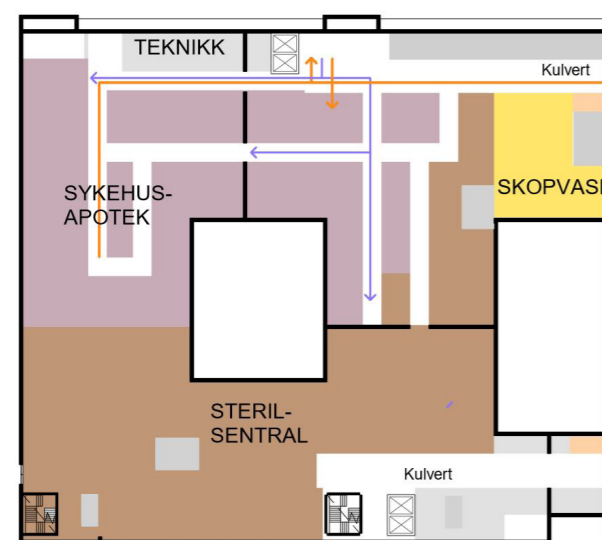 TEKNIKK
Kulvert
SYKEHUS-
APOTEK
SKOPVASK
STERIL-
SENTRAL
Kulvert